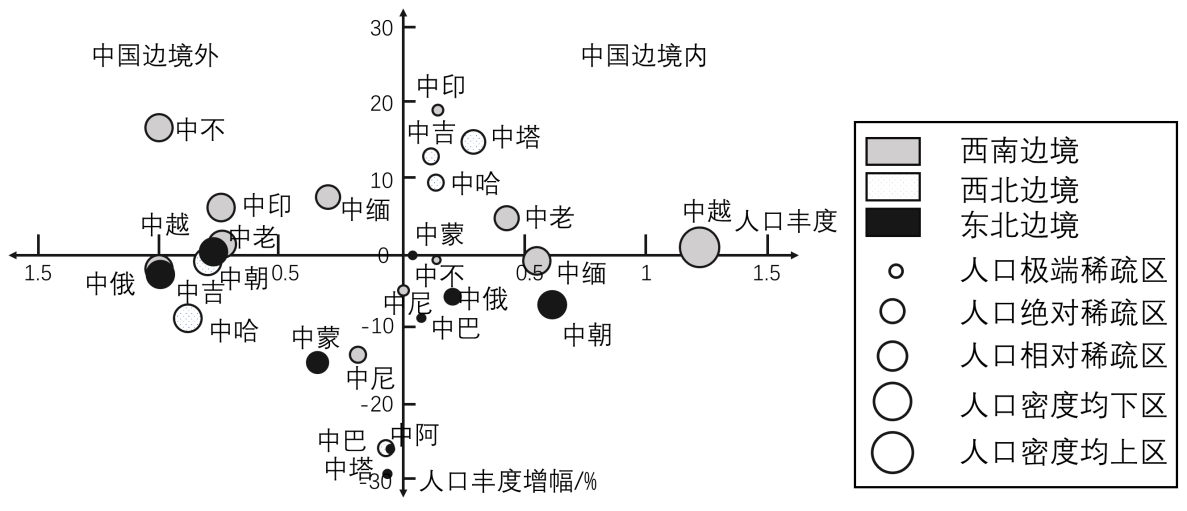 30
中国边境外
中国边境内
中印
20
中不
中吉
中塔
10
中哈
中印
中缅
中越
中老
中老
中越
人口丰度
中蒙
0
1.5
中俄
中吉
中朝
0.5
中不
0.5
中缅
1
1.5
中尼
中俄
中哈
-10
中巴
中蒙
中朝
中尼
-20
中巴
中阿
中塔
-30
人口丰度增幅/%
西南边境
西北边境
东北边境
人口极端稀疏区
人口绝对稀疏区
人口相对稀疏区
人口密度均下区
人口密度均上区